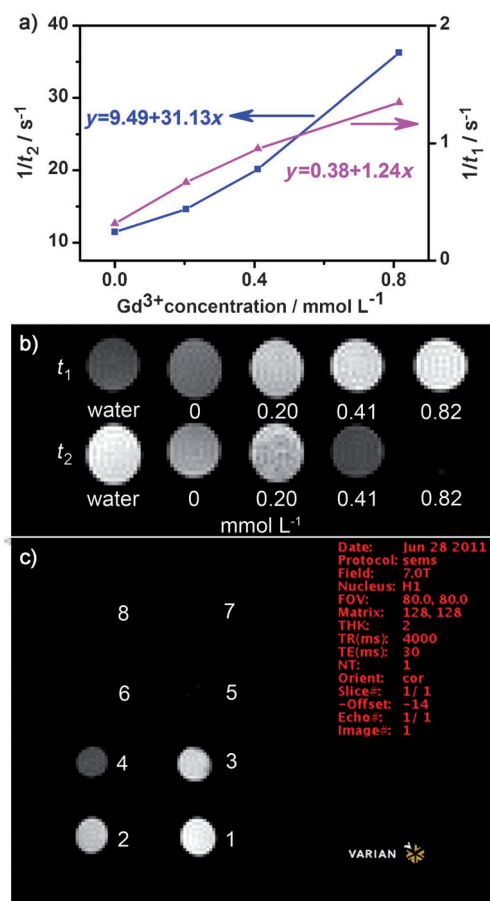 a)
40
30
20
10
1/t₂ / s⁻¹
y=9.49+31.13x
y=0.38+1.24x
2
1
0
1/t₁ / s⁻¹
0.0 0.4 0.8
Gd³⁺concentration / mmol L⁻¹
b)
t₁
water 0 0.20 0.41 0.82
t₂
water 0 0.20 0.41 0.82
mmol L⁻¹
c)
8 7
6 5
4 3
2 1
Date: Jun 28 2011
Protocol: sems
Field: 7.0T
Nucleus: H1
FOV: 80.0, 80.0
Matrix: 128, 128
THK: 2
TR(ms): 4000
TE(ms): 30
NT: 1
Orient: cor
Slice#: 1/ 1
-Offset: -14
Echo#: 1/ 1
Image#: 1
VARIAN